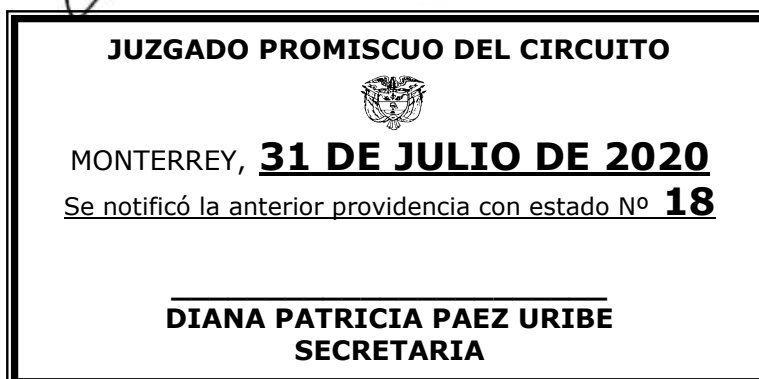 JUZGADO PROMISCUO DEL CIRCUITO
MONTERREY, 31 DE JULIO DE 2020
Se notificó la anterior providencia con estado Nº 18
DIANA PATRICIA PAEZ URIBE
SECRETARIA